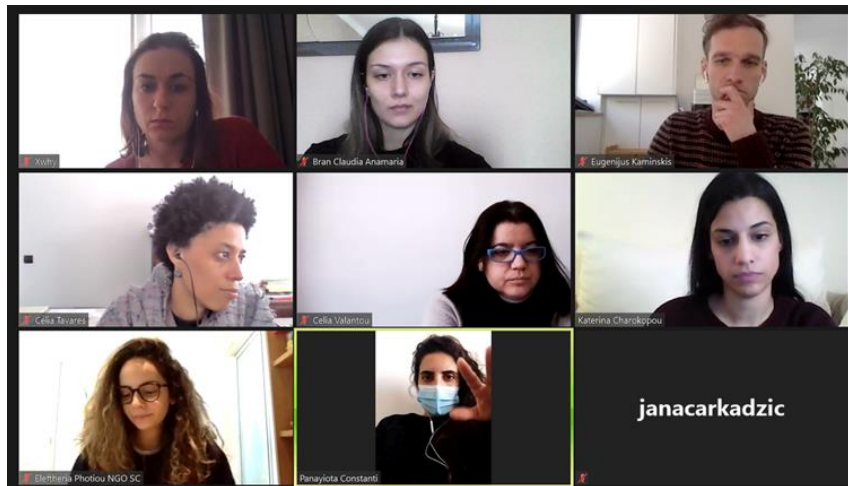 Xwhy
Bran Claudia Anamaria
Eugenijus Kaminskis
Celia Tavares
Celia Valantou
Katerina Charokopou
Eleftheria Photiou NGO SC
Panayiota Constanti
janacarkadzic